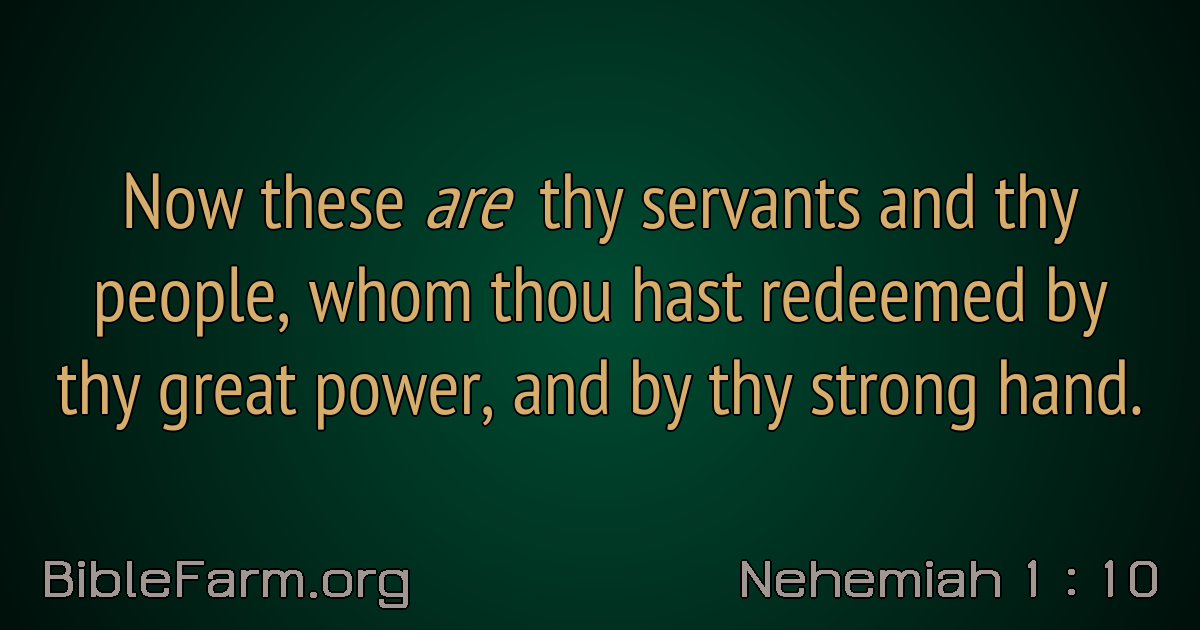 Now these are thy servants and thy
people, whom thou hast redeemed by
thy great power, and by thy strong hand.
BibleFarm.org
Nehemiah 1 : 10